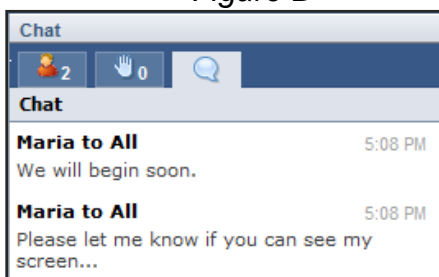 Chat
2 0
Chat
Maria to All 5:08 PM
We will begin soon.
Maria to All 5:08 PM
Please let me know if you can see my
screen...